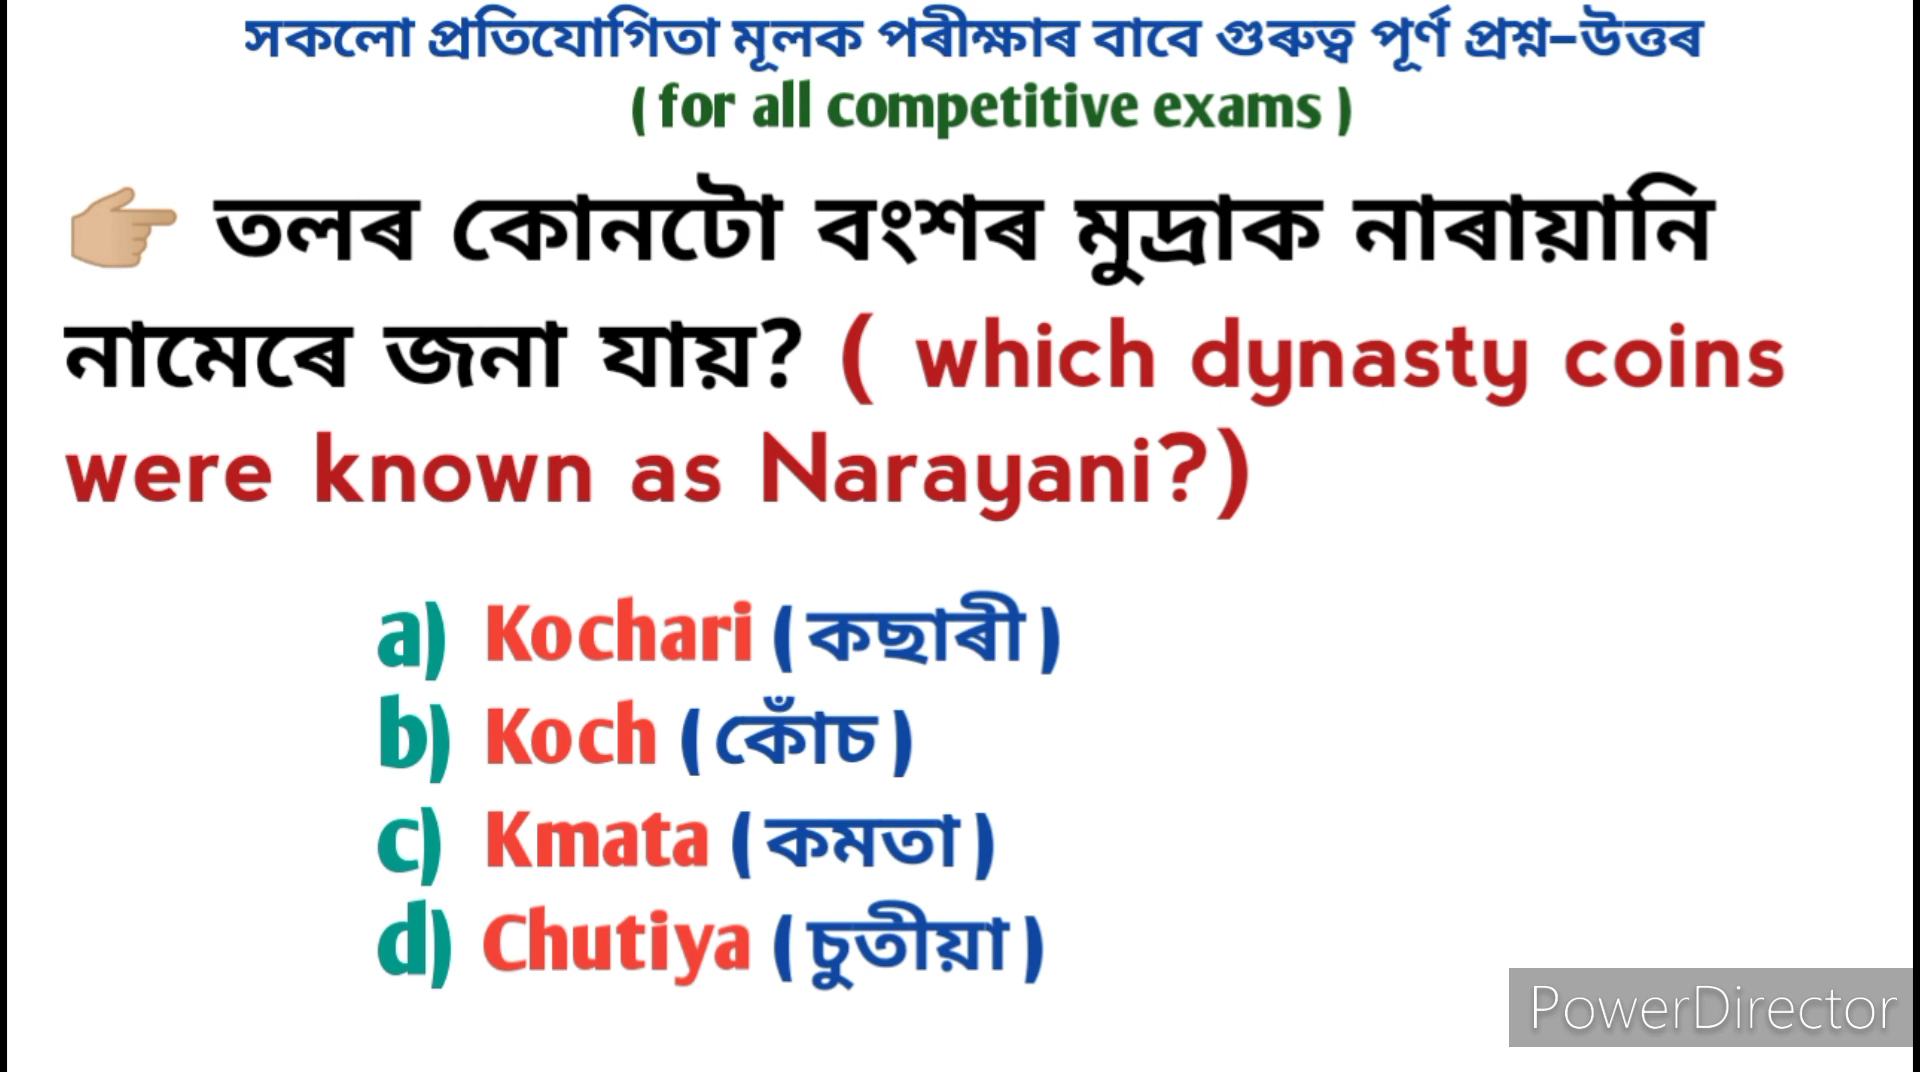 সকলো প্ৰতিযোগিতা মূলক পৰীক্ষাৰ বাবে গুৰুত্ব পূৰ্ণ প্ৰশ্ন-উত্তৰ
( for all competitive exams )
👉🏼 তলৰ কোনটো বংশৰ মুদ্ৰাক নাৰায়ানি
নামেৰে জনা যায়? ( which dynasty coins
were known as Narayani?)
a) Kochari (কছাৰী)
b) Koch (কোঁচ)
c) Kmata (কমতা)
d) Chutiya (চুতীয়া)
PowerDirector